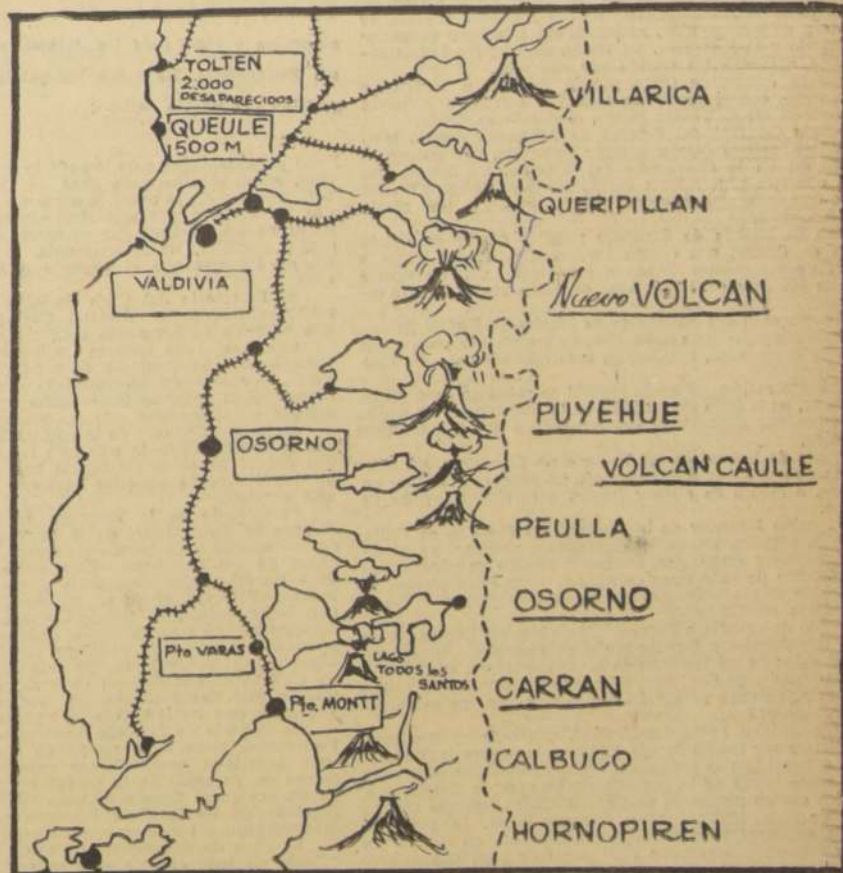 TOLTEN
2.000
DESAPARECIDOS
QUEULE
500 M
VILLARICA
QUERIPILLAN
VALDIVIA
Nuevo VOLCAN
PUYEHUE
OSORNO
VOLCAN CAULLE
PEULLA
OSORNO
Pto VARAS
LAGO
TODOS los
SANTOS
CARRAN
Pto. MONTT
CALBUCO
HORNOPIREN